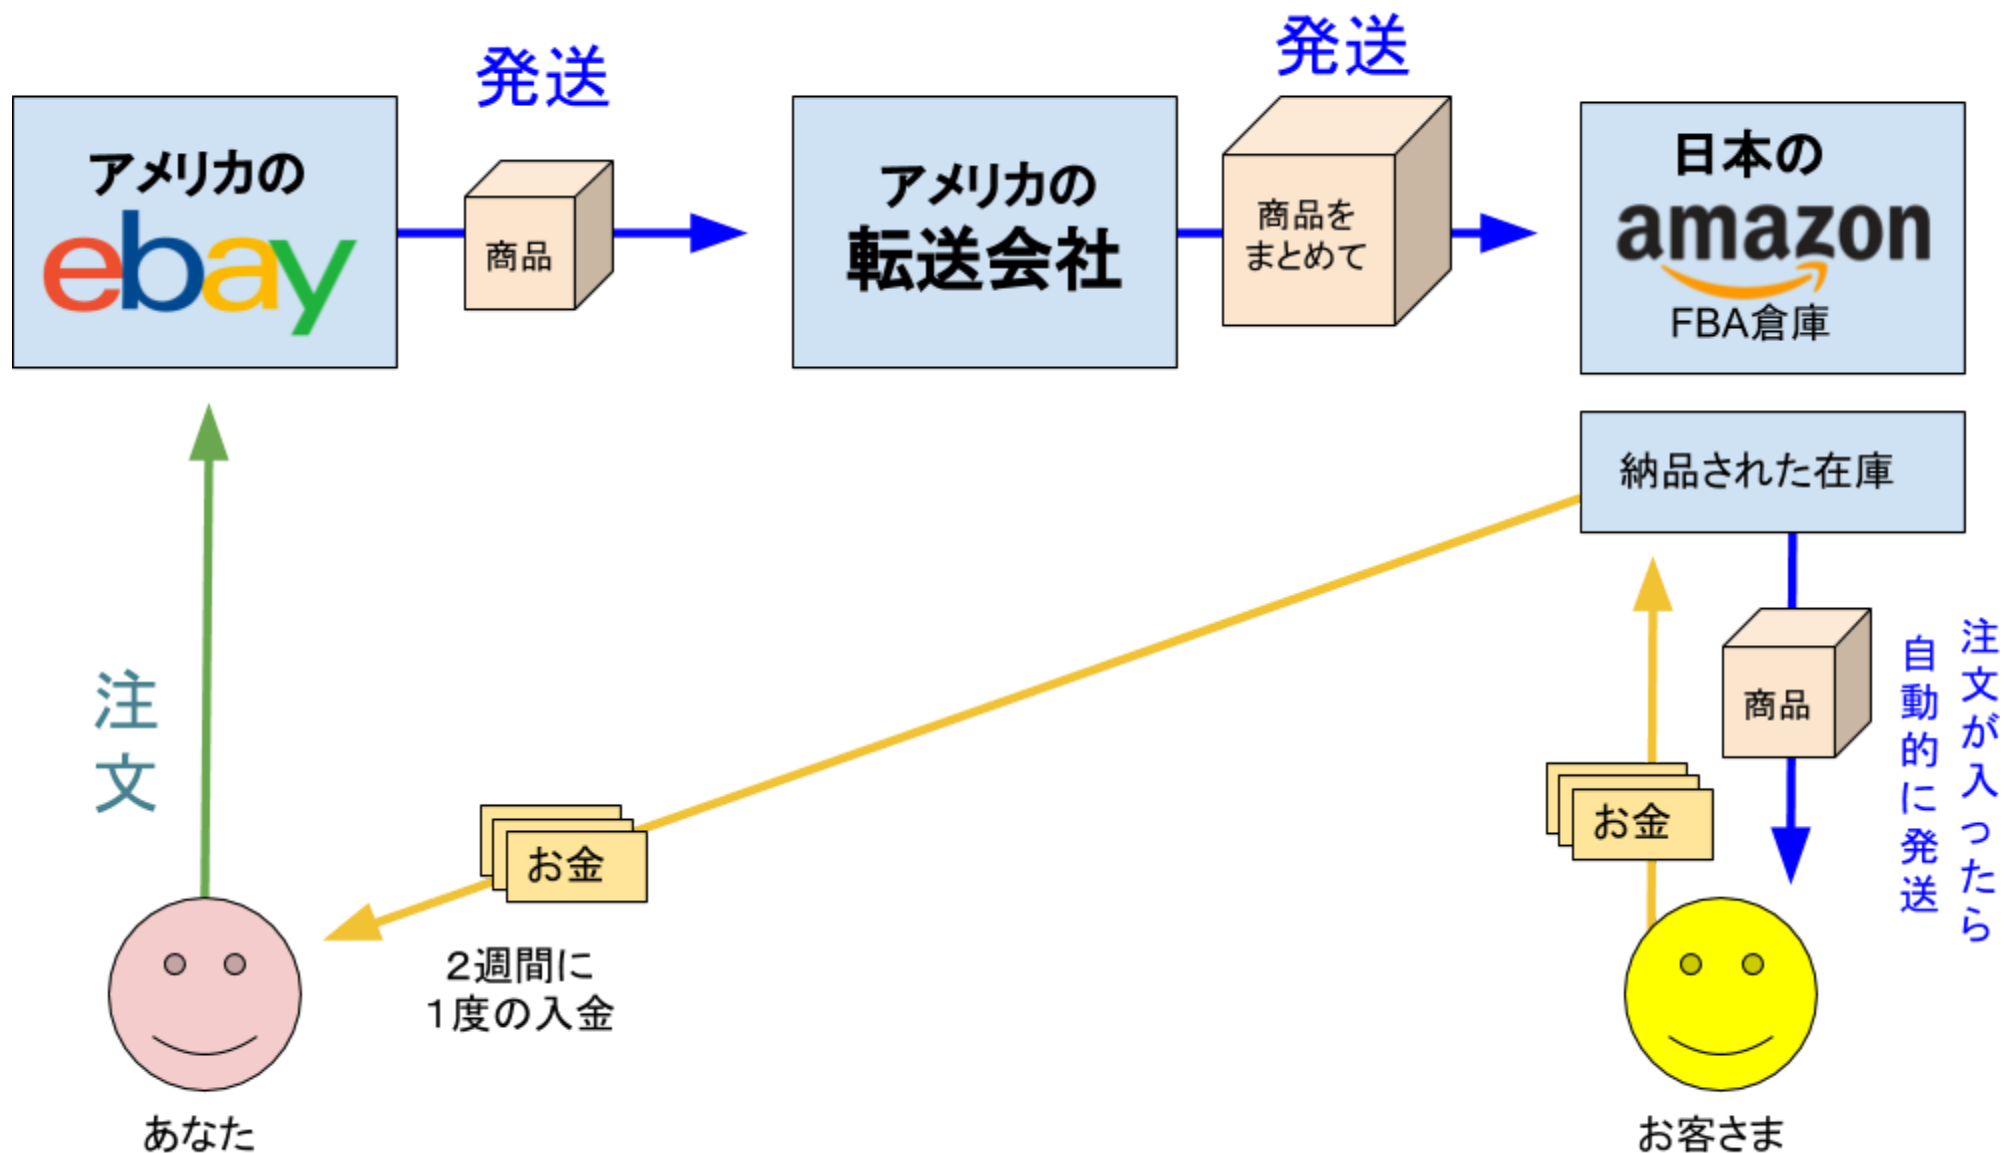 発送
発送
アメリカの
ebay
商品
アメリカの
転送会社
商品を
まとめて
日本の
amazon
FBA倉庫
納品された在庫
注文
お金
2週間に
1度の入金
お金
商品
注文が入ったら
自動的に発送
あなた
お客さま